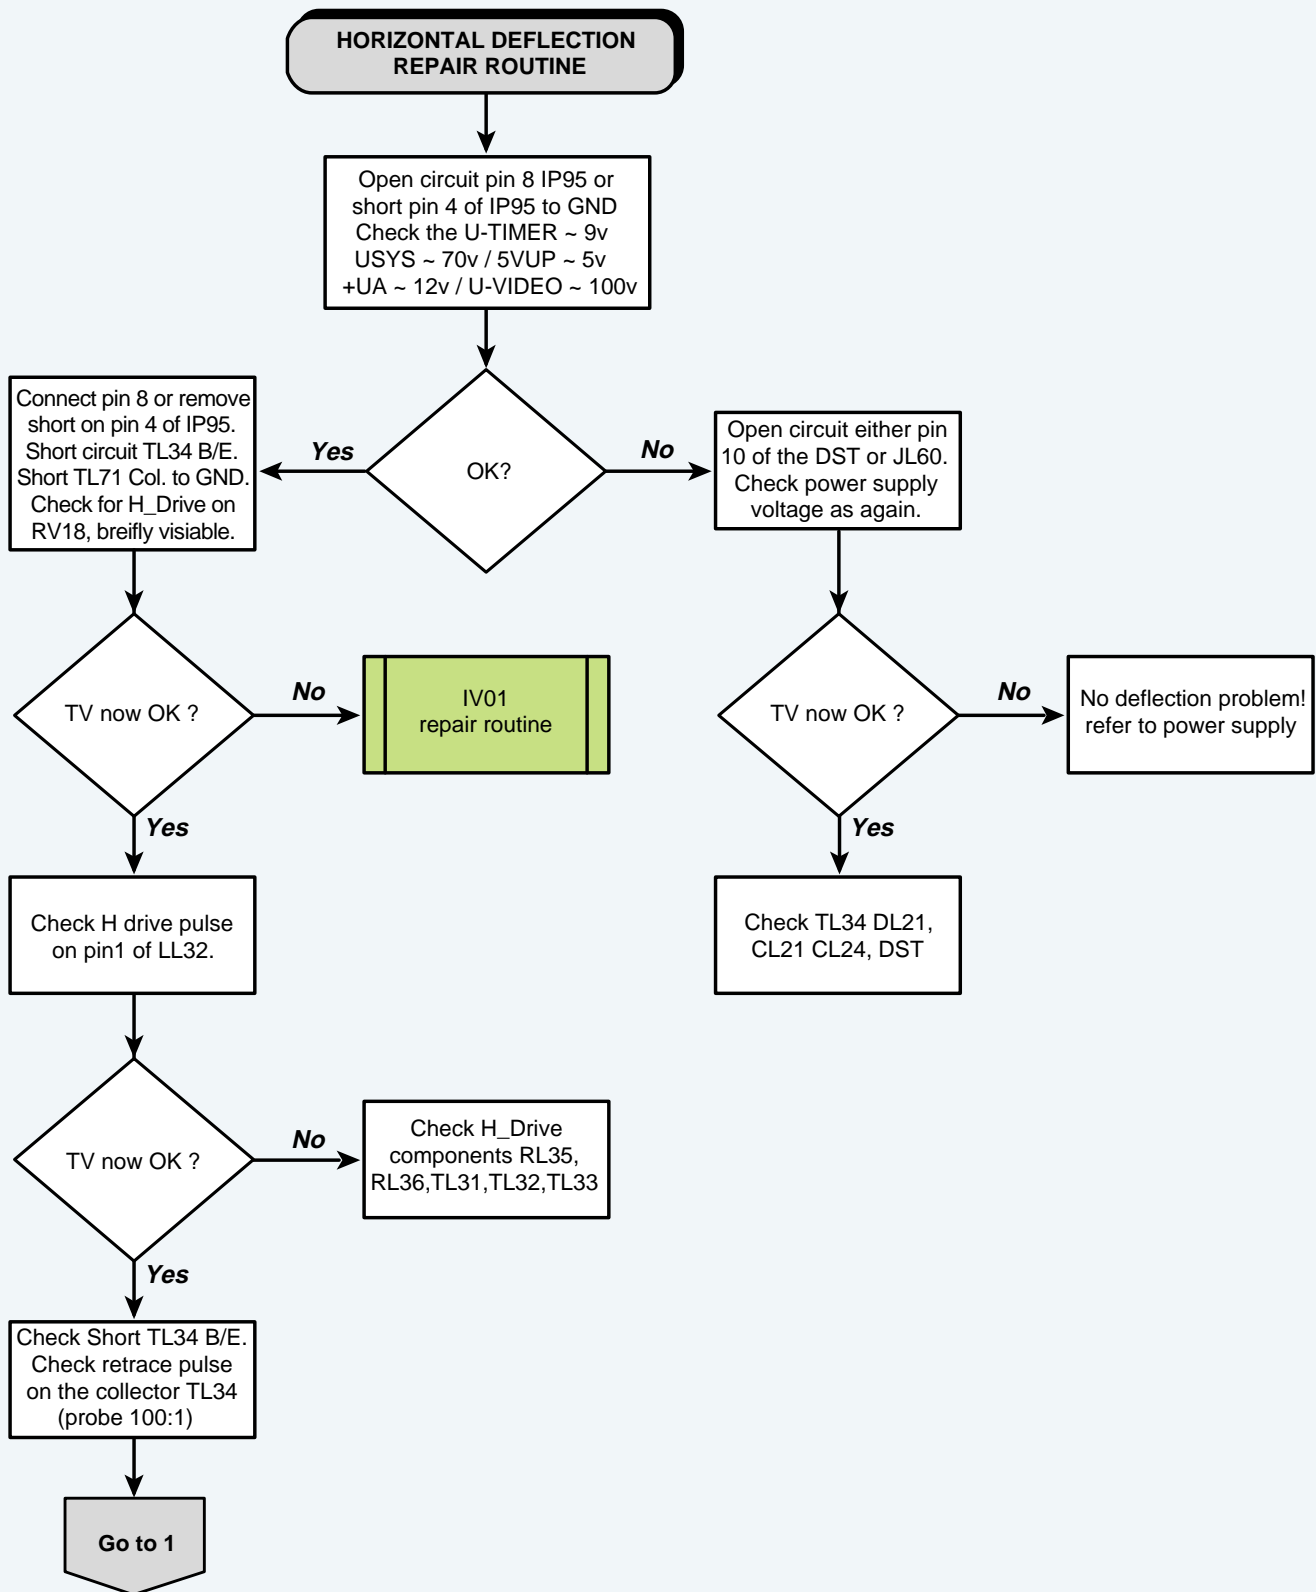 HORIZONTAL DEFLECTION
REPAIR ROUTINE
Open circuit pin 8 IP95 or
short pin 4 of IP95 to GND
Check the U-TIMER ~ 9v
USYS ~ 70v / 5VUP ~ 5v
+UA ~ 12v / U-VIDEO ~ 100v
OK?
Yes
No
Connect pin 8 or remove
short on pin 4 of IP95.
Short circuit TL34 B/E.
Short TL71 Col. to GND.
Check for H_Drive on
RV18, breifly visiable.
Open circuit either pin
10 of the DST or JL60.
Check power supply
voltage as again.
TV now OK ?
No
IV01
repair routine
Yes
TV now OK ?
No
No deflection problem!
refer to power supply
Yes
Check H drive pulse
on pin1 of LL32.
Check TL34 DL21,
CL21 CL24, DST
TV now OK ?
No
Check H_Drive
components RL35,
RL36,TL31,TL32,TL33
Yes
Check Short TL34 B/E.
Check retrace pulse
on the collector TL34
(probe 100:1)
Go to 1